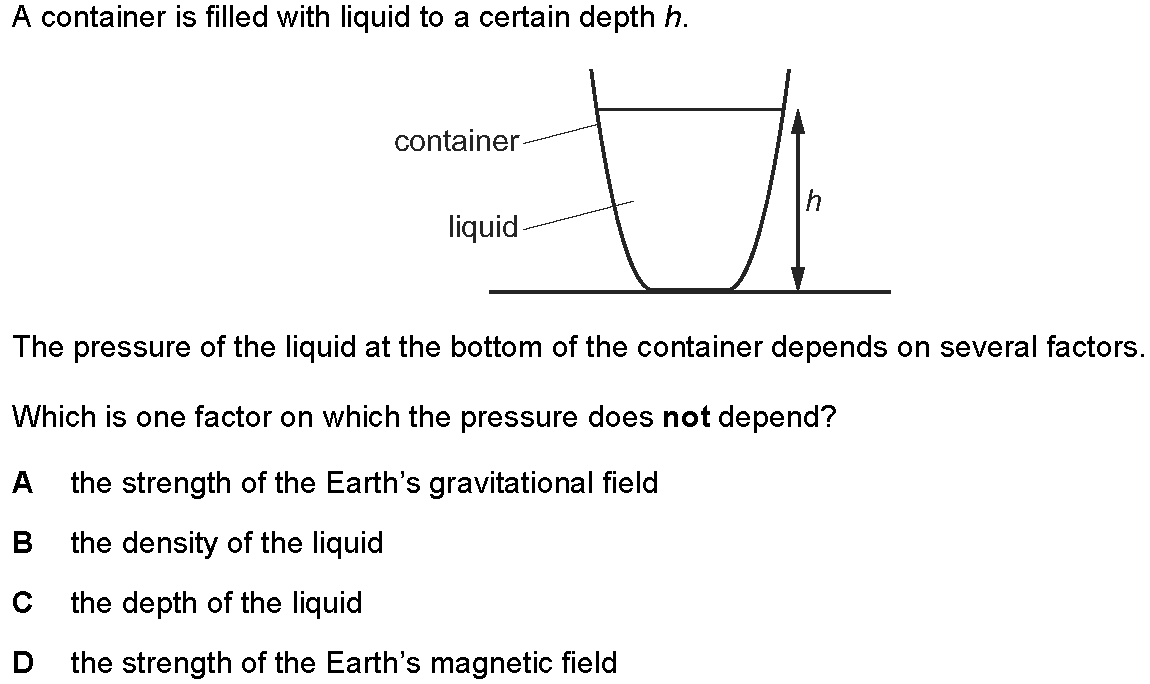 A container is filled with liquid to a certain depth h.
container
liquid
h
The pressure of the liquid at the bottom of the container depends on several factors.
Which is one factor on which the pressure does not depend?
A the strength of the Earth's gravitational field
B the density of the liquid
C the depth of the liquid
D the strength of the Earth's magnetic field